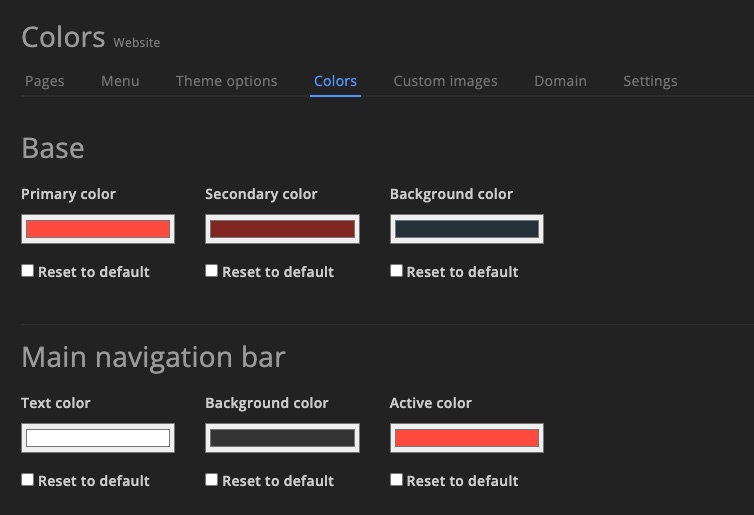 Colors Website
Pages Menu Theme options Colors Custom images Domain Settings
Base
Primary color Secondary color Background color
Reset to default Reset to default Reset to default
Main navigation bar
Text color Background color Active color
Reset to default Reset to default Reset to default